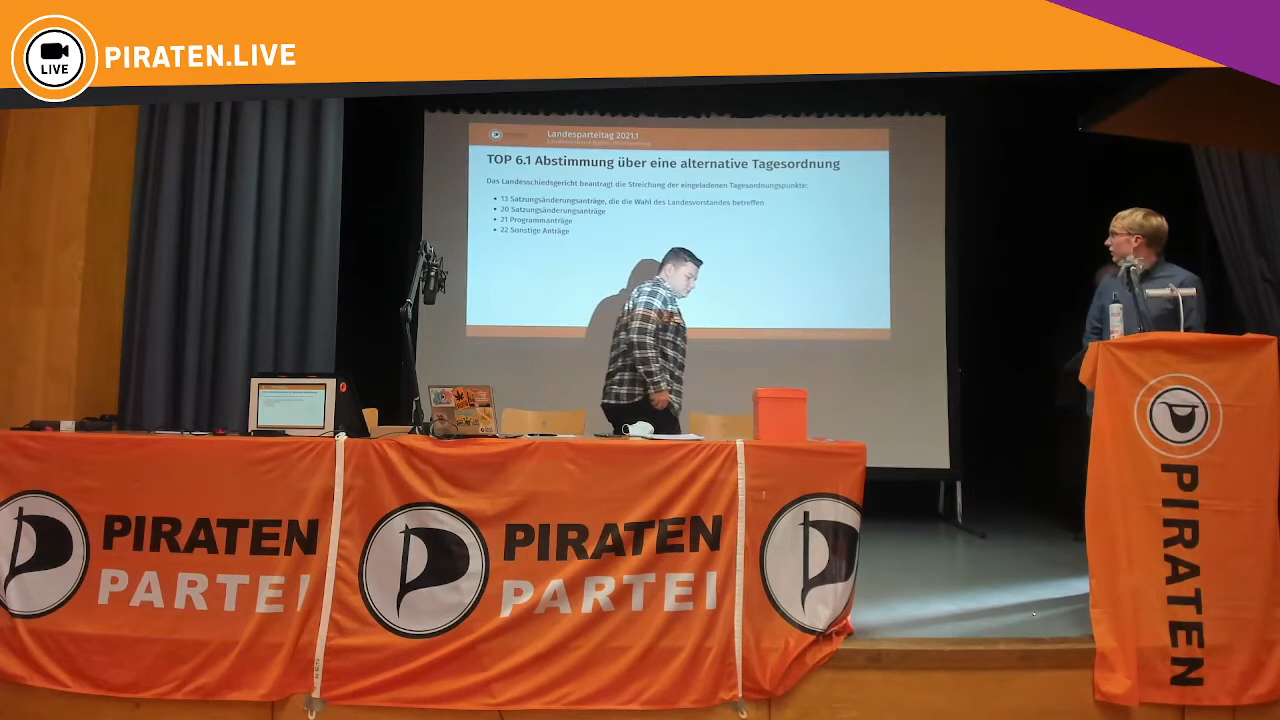 LIVE
PIRATEN.LIVE
Landesparteitag 2021.1
TOP 6.1 Abstimmung über eine alternative Tagesordnung
Das Landesschiedsgericht beantragt die Streichung der eingeladenen Tagesordnungspunkte:
• 13 Satzungsänderungsanträge, die die Wahl des Landesvorstandes betreffen
• 20 Satzungsänderungsanträge
• 21 Programmanträge
• 22 Sonstige Anträge
PIRATEN
PARTEI
PIRATEN
PARTEI
PIRATEN